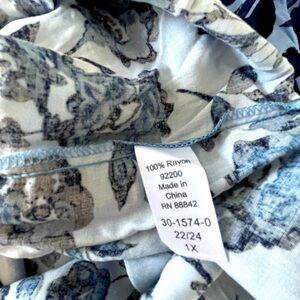 100% Rayon
92200
Made in
China
RN 88842
30-1574-0
22/24
1X